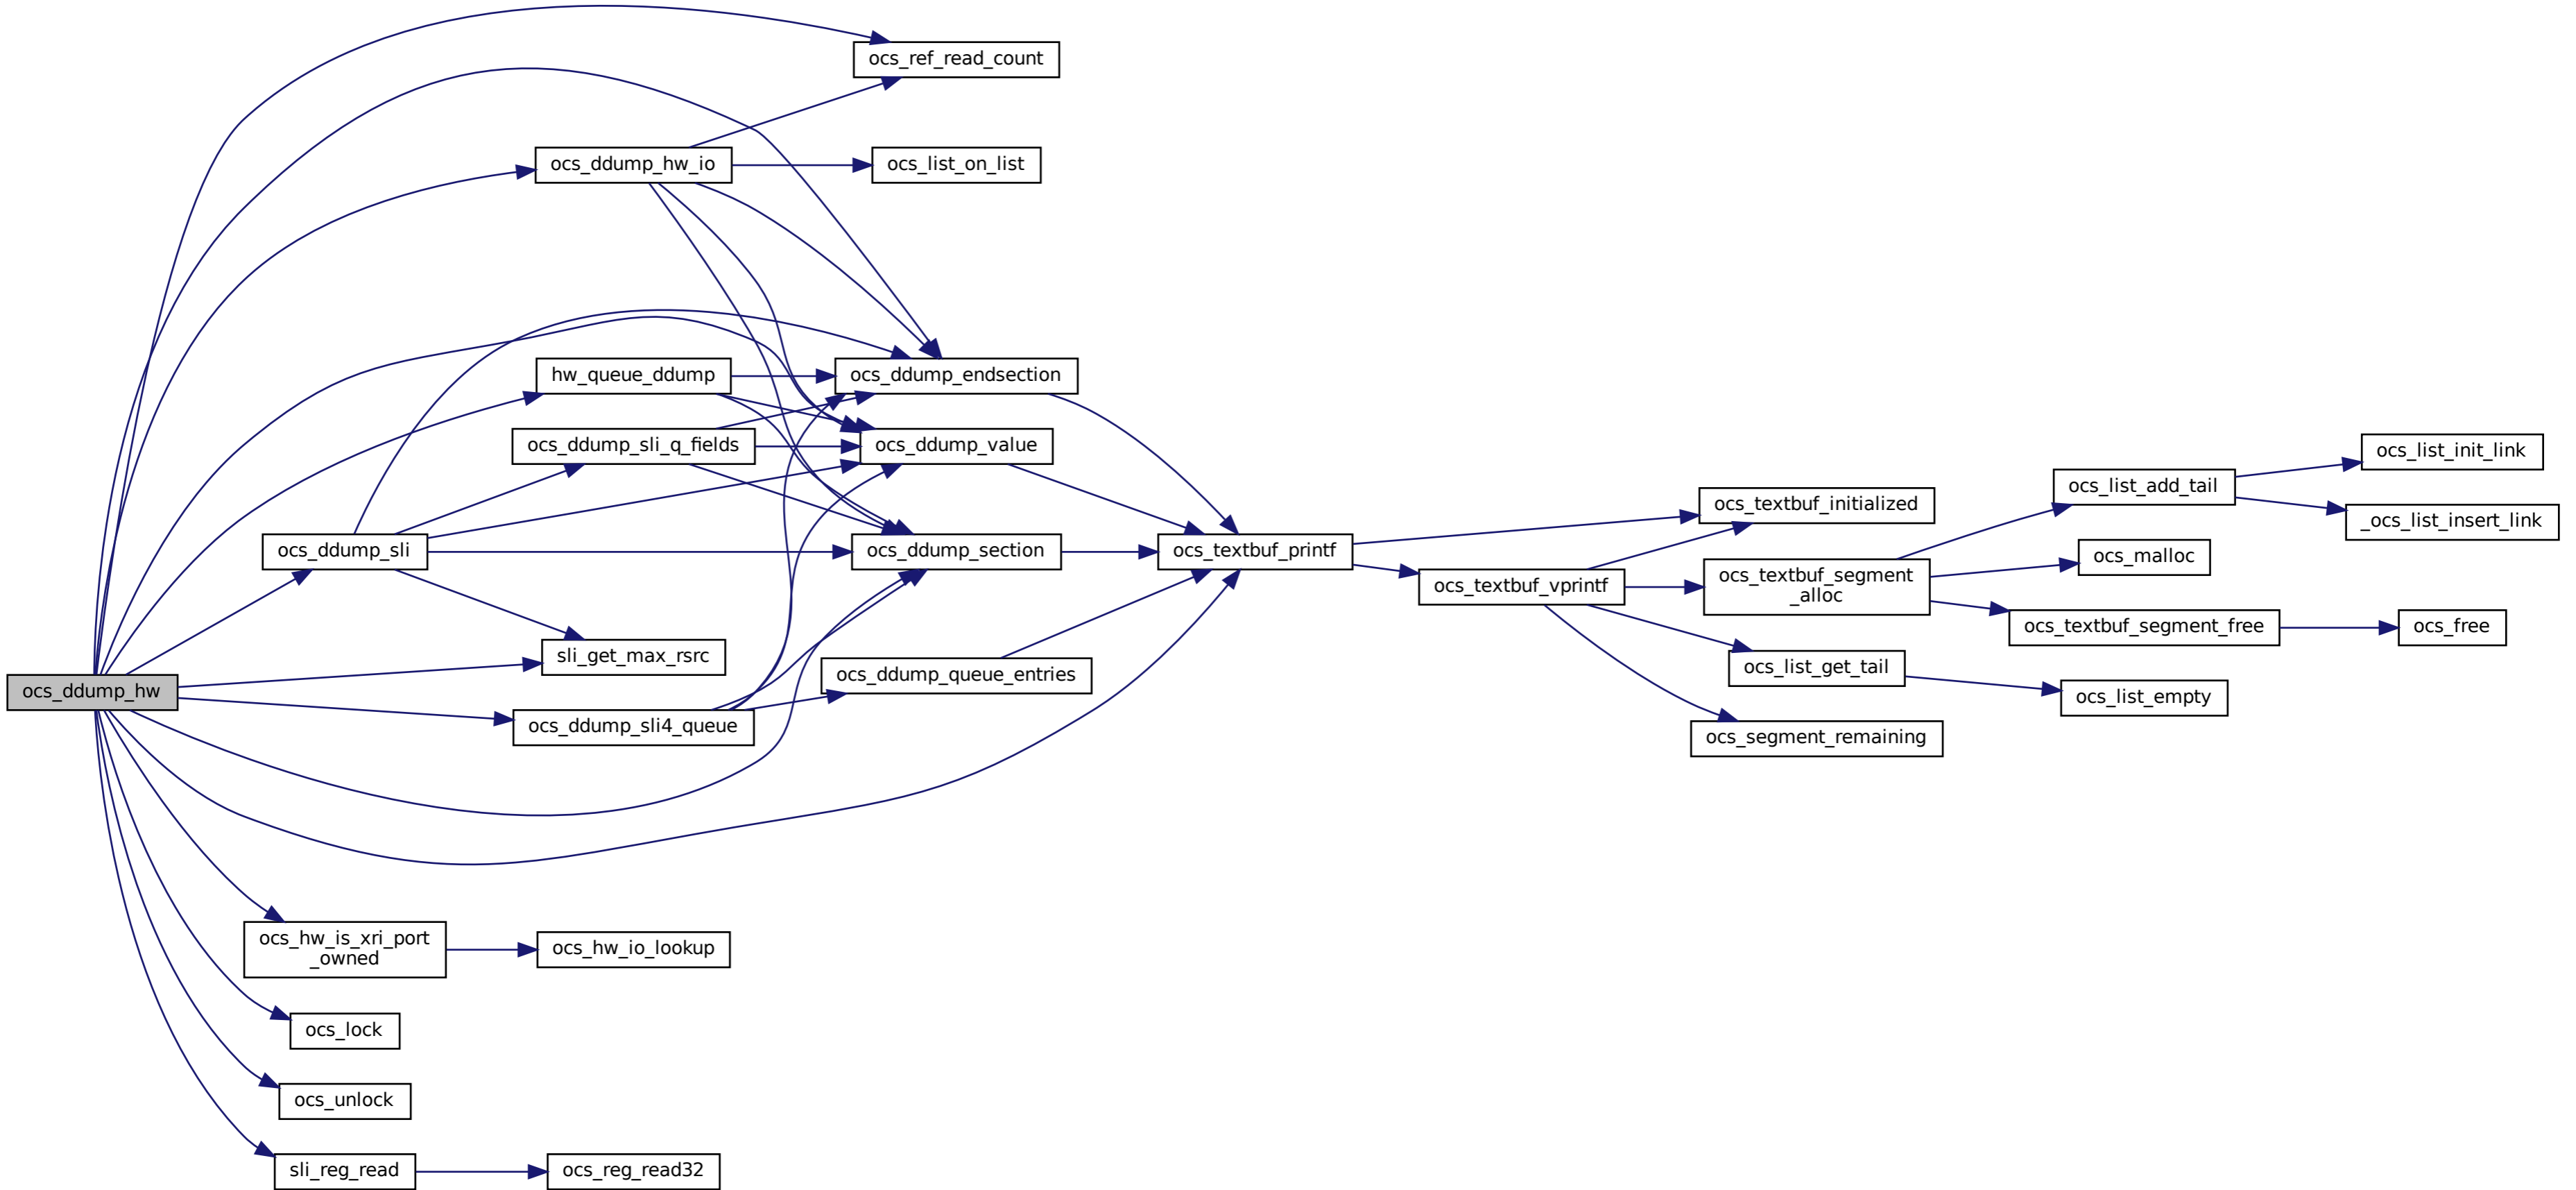 ocs_ref_read_count
ocs_ddump_hw_io
ocs_list_on_list
hw_queue_ddump
ocs_ddump_endsection
ocs_ddump_sli_q_fields
ocs_ddump_value
ocs_list_init_link
ocs_list_add_tail
ocs_textbuf_initialized
_ocs_list_insert_link
ocs_ddump_sli
ocs_ddump_section
ocs_textbuf_printf
ocs_malloc
ocs_textbuf_vprintf
ocs_textbuf_segment
_alloc
ocs_textbuf_segment_free
ocs_free
sli_get_max_rsrc
ocs_ddump_queue_entries
ocs_list_get_tail
ocs_ddump_hw
ocs_list_empty
ocs_ddump_sli4_queue
ocs_segment_remaining
ocs_hw_is_xri_port
_owned
ocs_hw_io_lookup
ocs_lock
ocs_unlock
sli_reg_read
ocs_reg_read32